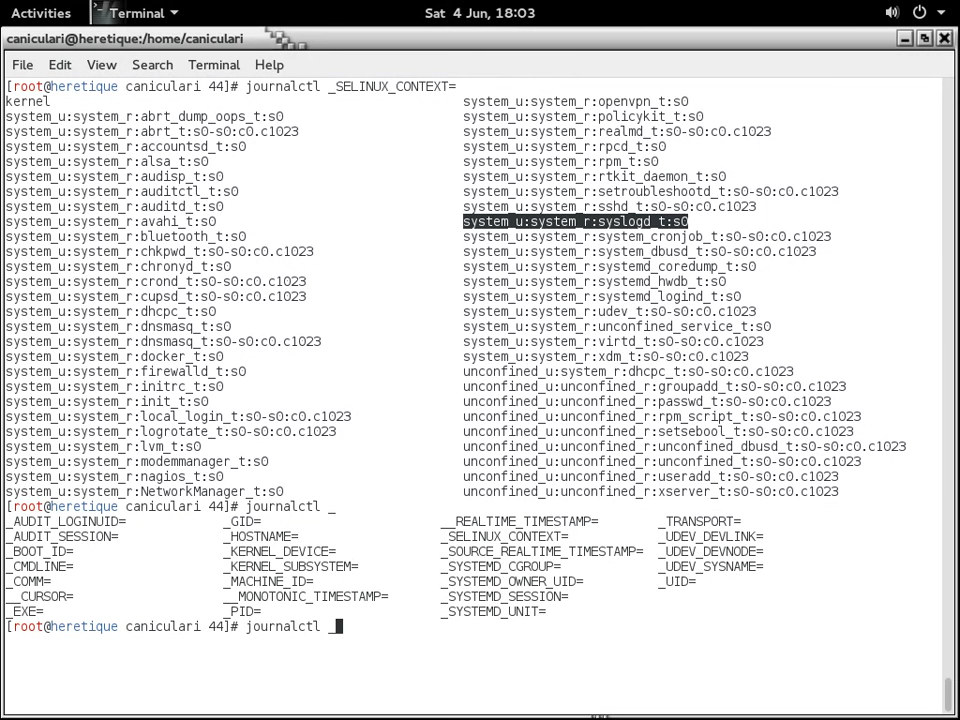 Activities Terminal Sat 4 Jun, 18:03
caniculari@heretique:/home/caniculari
File Edit View Search Terminal Help
[root@heretique caniculari 44]# journalctl _SELINUX_CONTEXT=
kernel system_u:system_r:openvpn_t:s0
system_u:system_r:abrt_dump_oops_t:s0 system_u:system_r:policykit_t:s0
system_u:system_r:abrt_t:s0-s0:c0.c1023 system_u:system_r:realmd_t:s0-s0:c0.c1023
system_u:system_r:accountsd_t:s0 system_u:system_r:rpcd_t:s0
system_u:system_r:alsa_t:s0 system_u:system_r:rpm_t:s0
system_u:system_r:audisp_t:s0 system_u:system_r:rtkit_daemon_t:s0
system_u:system_r:auditctl_t:s0 system_u:system_r:setroubleshootd_t:s0-s0:c0.c1023
system_u:system_r:auditd_t:s0 system_u:system_r:sshd_t:s0-s0:c0.c1023
system_u:system_r:avahi_t:s0 system_u:system_r:syslogd_t:s0
system_u:system_r:bluetooth_t:s0 system_u:system_r:system_cronjob_t:s0-s0:c0.c1023
system_u:system_r:chkpwd_t:s0-s0:c0.c1023 system_u:system_r:system_dbusd_t:s0-s0:c0.c1023
system_u:system_r:chronyd_t:s0 system_u:system_r:systemd_coredump_t:s0
system_u:system_r:crond_t:s0-s0:c0.c1023 system_u:system_r:systemd_hwdb_t:s0
system_u:system_r:cupsd_t:s0-s0:c0.c1023 system_u:system_r:systemd_logind_t:s0
system_u:system_r:dhcpc_t:s0 system_u:system_r:udev_t:s0-s0:c0.c1023
system_u:system_r:dnsmasq_t:s0 system_u:system_r:unconfined_service_t:s0
system_u:system_r:dnsmasq_t:s0-s0:c0.c1023 system_u:system_r:virtd_t:s0-s0:c0.c1023
system_u:system_r:docker_t:s0 system_u:system_r:xdm_t:s0-s0:c0.c1023
system_u:system_r:firewalld_t:s0 unconfined_u:system_r:dhcpc_t:s0-s0:c0.c1023
system_u:system_r:initrc_t:s0 unconfined_u:unconfined_r:groupadd_t:s0-s0:c0.c1023
system_u:system_r:init_t:s0 unconfined_u:unconfined_r:passwd_t:s0-s0:c0.c1023
system_u:system_r:local_login_t:s0-s0:c0.c1023 unconfined_u:unconfined_r:rpm_script_t:s0-s0:c0.c1023
system_u:system_r:logrotate_t:s0-s0:c0.c1023 unconfined_u:unconfined_r:setsebool_t:s0-s0:c0.c1023
system_u:system_r:lvm_t:s0 unconfined_u:unconfined_r:unconfined_dbusd_t:s0-s0:c0.c1023
system_u:system_r:modemmanager_t:s0 unconfined_u:unconfined_r:unconfined_t:s0-s0:c0.c1023
system_u:system_r:nagios_t:s0 unconfined_u:unconfined_r:useradd_t:s0-s0:c0.c1023
system_u:system_r:NetworkManager_t:s0 unconfined_u:unconfined_r:xserver_t:s0-s0:c0.c1023
[root@heretique caniculari 44]# journalctl _
_AUDIT_LOGINUID= _GID= __REALTIME_TIMESTAMP= _TRANSPORT=
_AUDIT_SESSION= _HOSTNAME= _SELINUX_CONTEXT= _UDEV_DEVLINK=
_BOOT_ID= _KERNEL_DEVICE= _SOURCE_REALTIME_TIMESTAMP= _UDEV_DEVNODE=
_CMDLINE= _KERNEL_SUBSYSTEM= _SYSTEMD_CGROUP= _UDEV_SYSNAME=
_COMM= _MACHINE_ID= _SYSTEMD_OWNER_UID= _UID=
__CURSOR= __MONOTONIC_TIMESTAMP= _SYSTEMD_SESSION=
_EXE= _PID= _SYSTEMD_UNIT=
[root@heretique caniculari 44]# journalctl _